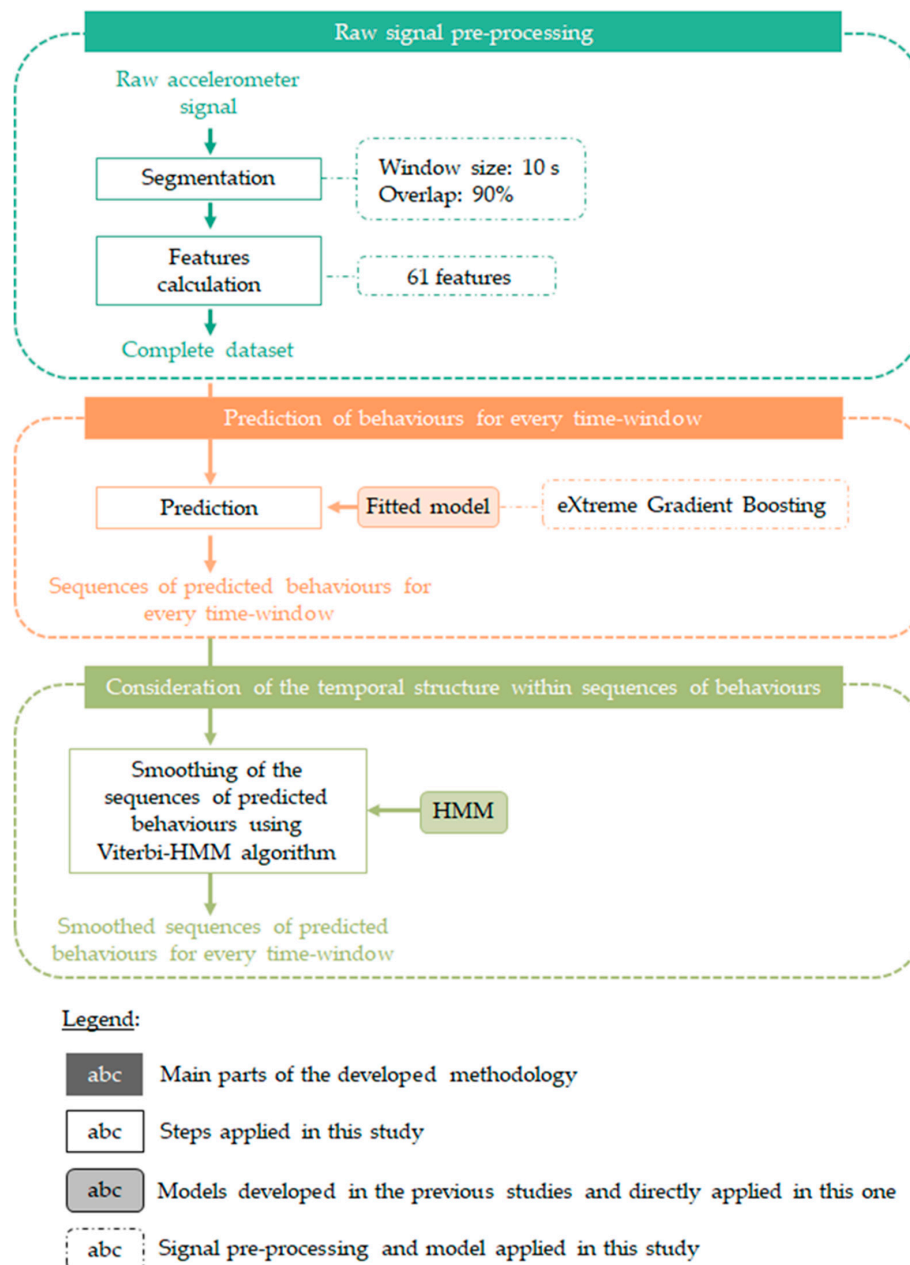 Raw signal pre-processing
Raw accelerometer
signal
Segmentation
Window size: 10 s
Overlap: 90%
Features
calculation
61 features
Complete dataset
Prediction of behaviours for every time-window
Prediction
Fitted model
eXtreme Gradient Boosting
Sequences of predicted behaviours for
every time-window
Consideration of the temporal structure within sequences of behaviours
Smoothing of the
sequences of predicted
behaviours using
Viterbi-HMM algorithm
HMM
Smoothed sequences of predicted
behaviours for every time-window
Legend:
abc Main parts of the developed methodology
abc Steps applied in this study
abc Models developed in the previous studies and directly applied in this one
abc Signal pre-processing and model applied in this study